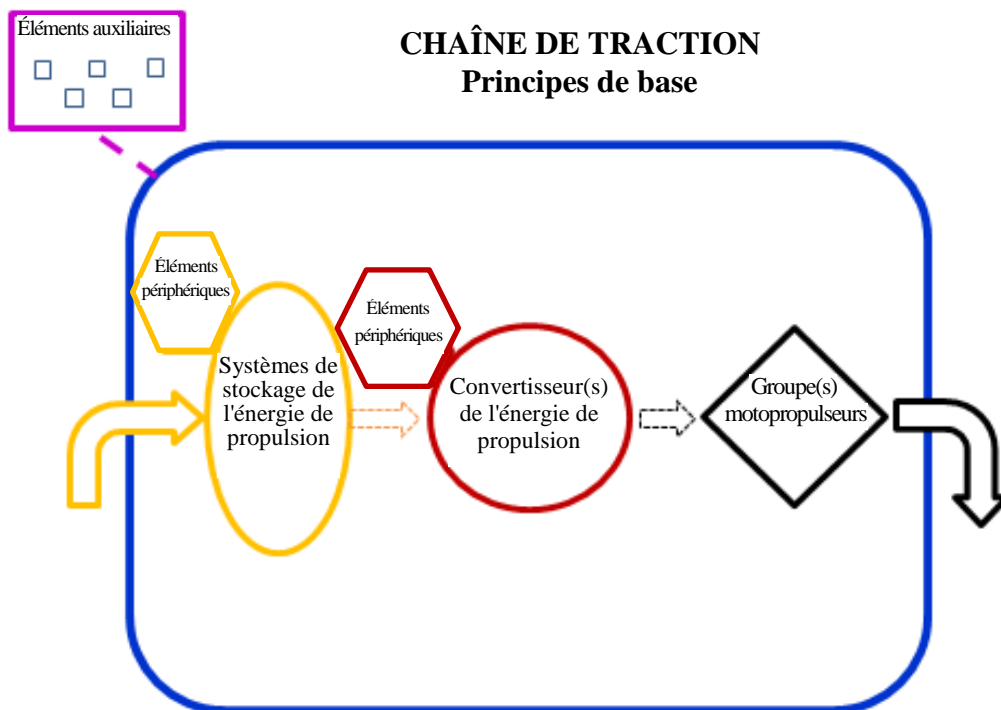 Éléments auxiliaires
CHAÎNE DE TRACTION
Principes de base
Éléments
périphériques
Éléments
périphériques
Systèmes de
stockage de
l'énergie de
propulsion
Convertisseur(s)
de l'énergie de
propulsion
Groupe(s)
motopropulseurs